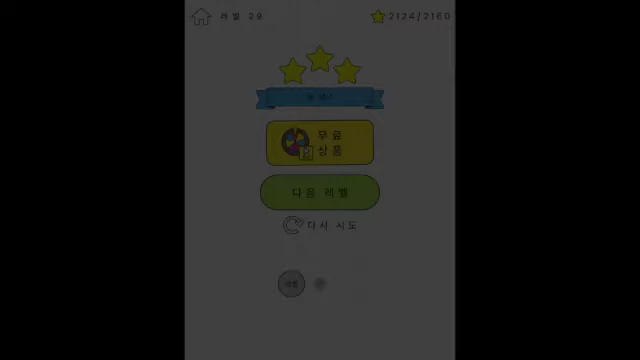 레벨 29
2124/2160
무료
상품
다음 레벨
다시 시도